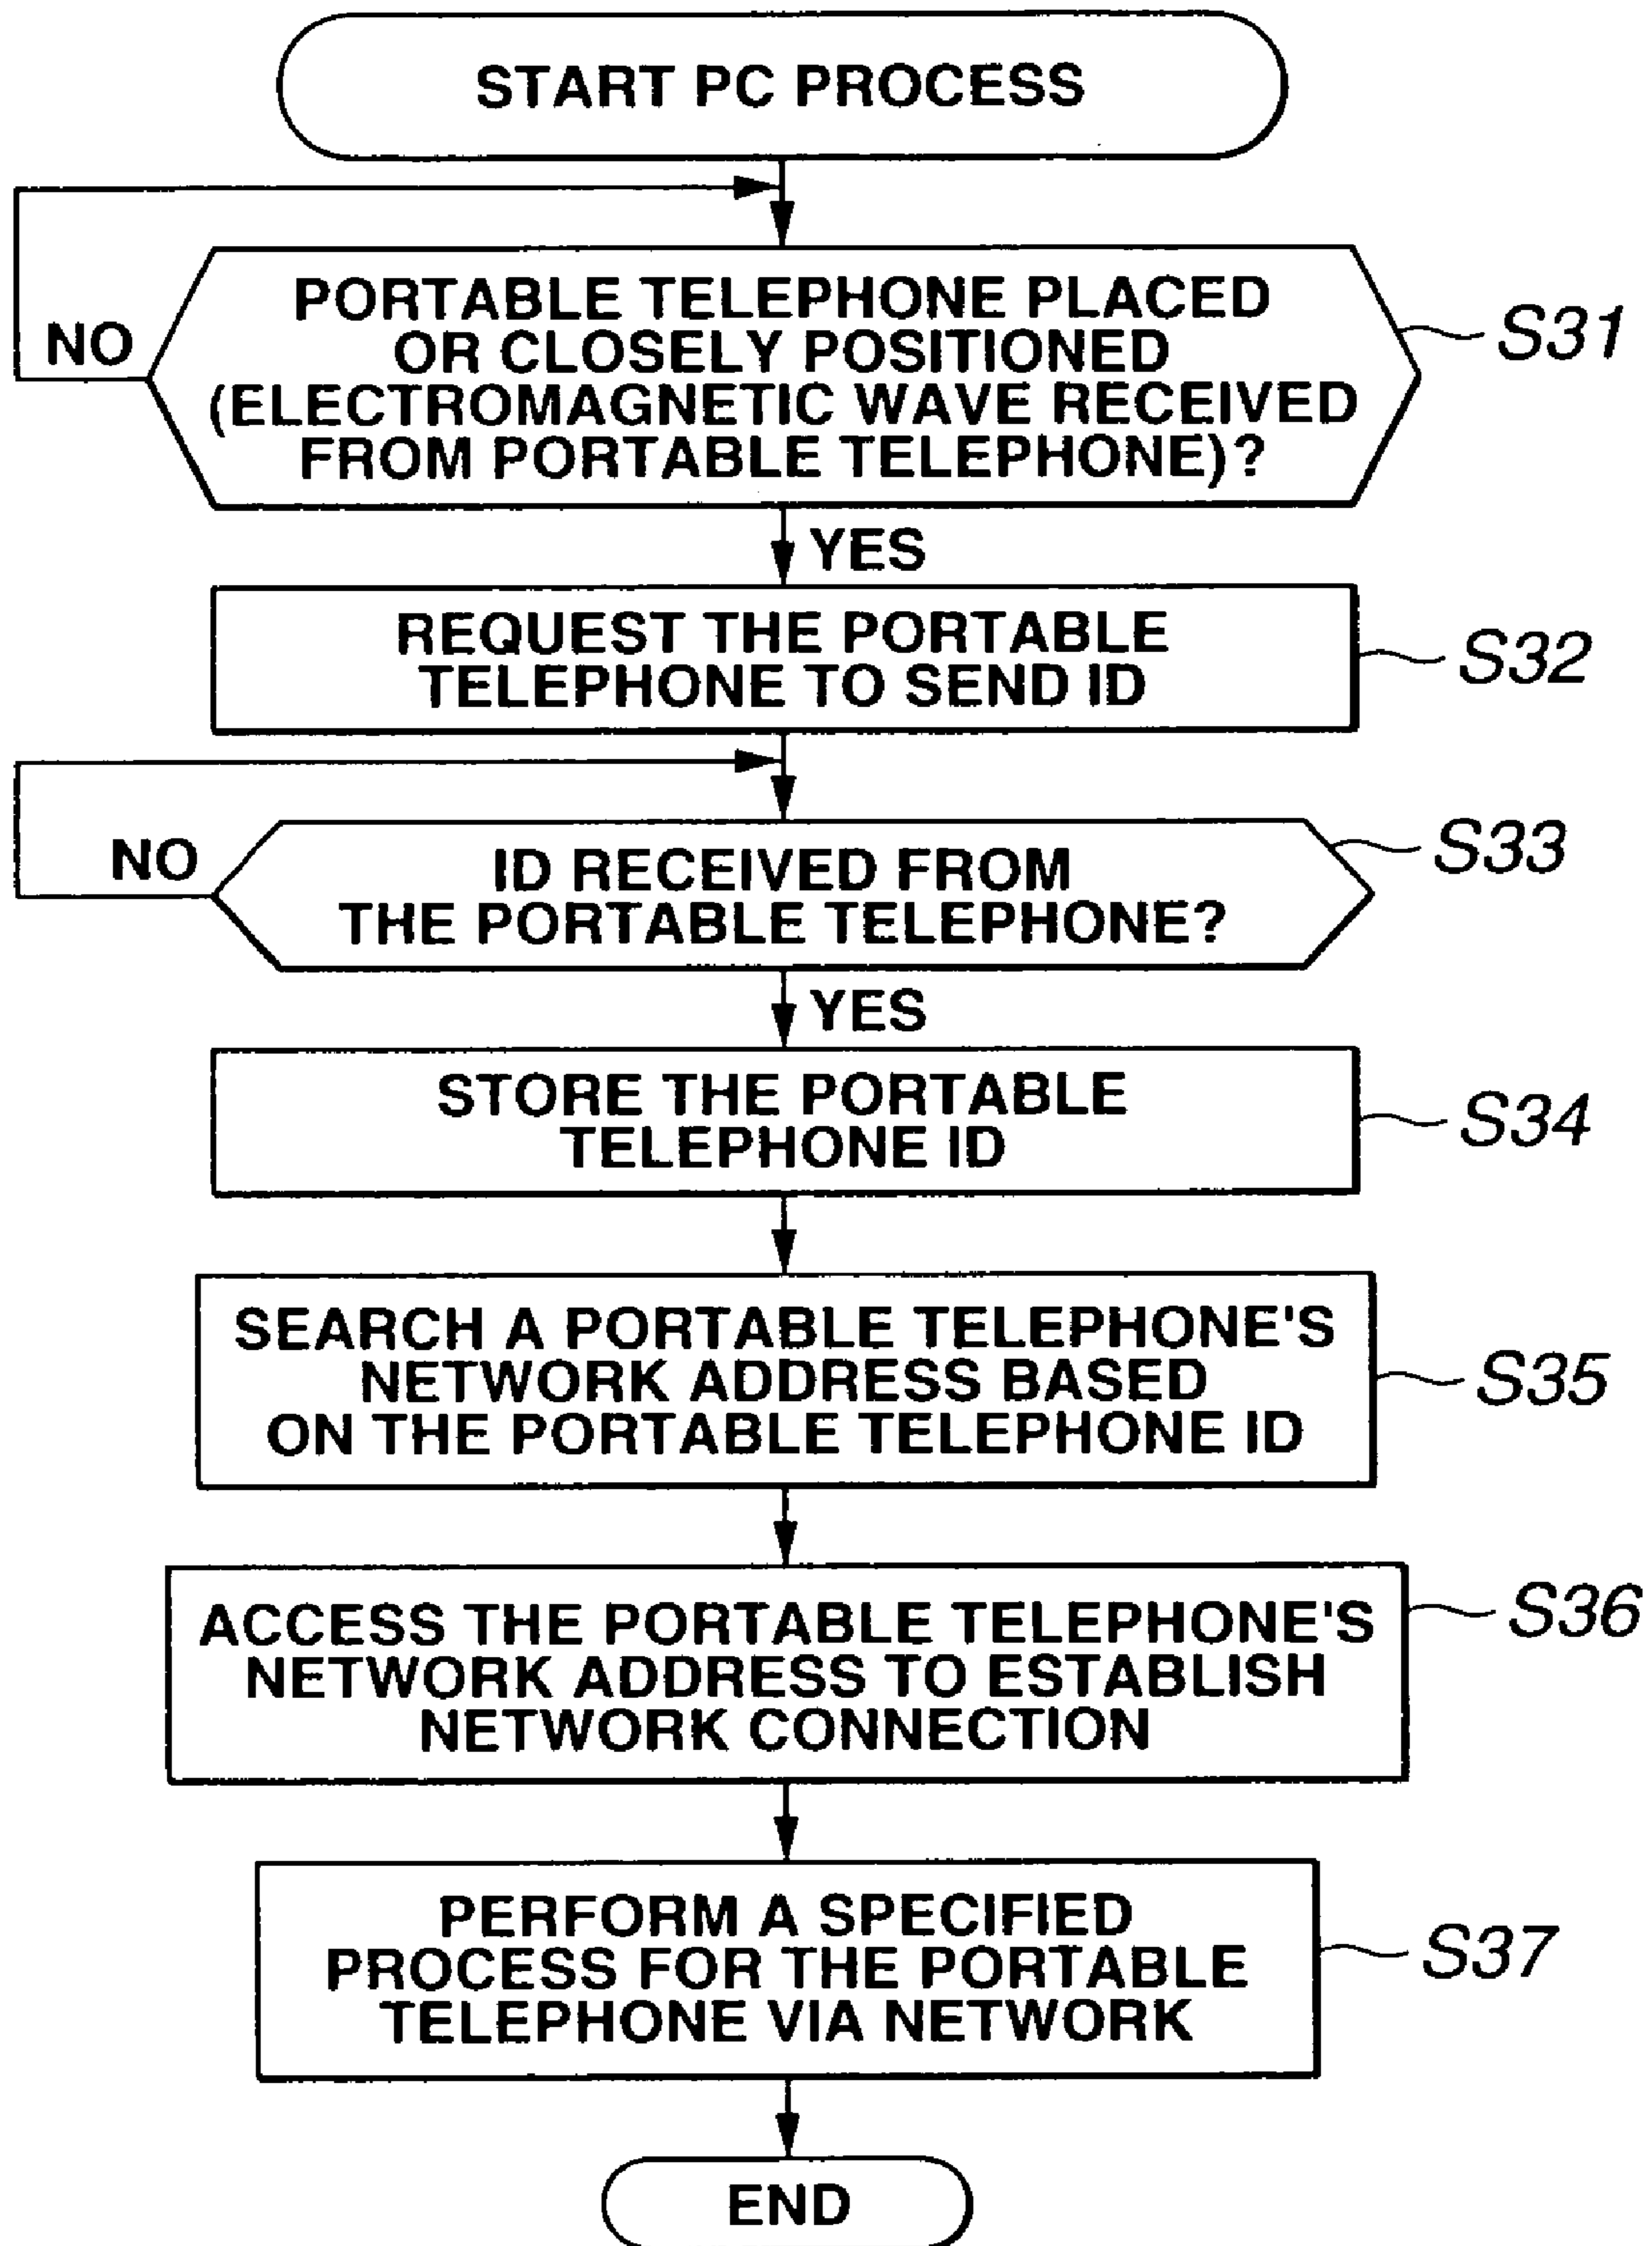 START PC PROCESS
NO
PORTABLE TELEPHONE PLACED
OR CLOSELY POSITIONED
(ELECTROMAGNETIC WAVE RECEIVED
FROM PORTABLE TELEPHONE)?
S31
YES
REQUEST THE PORTABLE
TELEPHONE TO SEND ID
S32
NO
ID RECEIVED FROM
THE PORTABLE TELEPHONE?
S33
YES
STORE THE PORTABLE
TELEPHONE ID
S34
SEARCH A PORTABLE TELEPHONE'S
NETWORK ADDRESS BASED
ON THE PORTABLE TELEPHONE ID
S35
ACCESS THE PORTABLE TELEPHONE'S
NETWORK ADDRESS TO ESTABLISH
NETWORK CONNECTION
S36
PERFORM A SPECIFIED
PROCESS FOR THE PORTABLE
TELEPHONE VIA NETWORK
S37
END